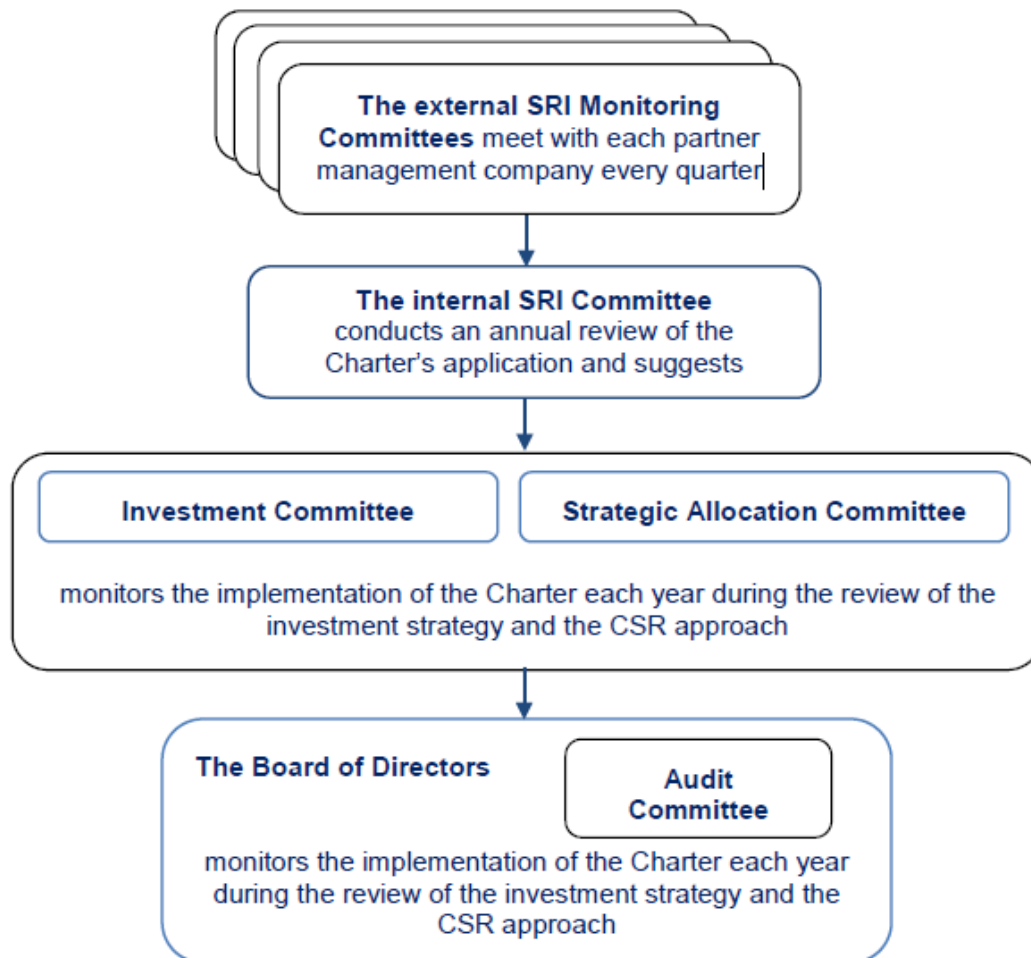 The external SRI Monitoring
Committees meet with each partner
management company every quarter
The internal SRI Committee
conducts an annual review of the
Charter's application and suggests
Investment Committee
Strategic Allocation Committee
monitors the implementation of the Charter each year during the review of the
investment strategy and the CSR approach
The Board of Directors
Audit
Committee
monitors the implementation of the Charter each year
during the review of the investment strategy and the
CSR approach